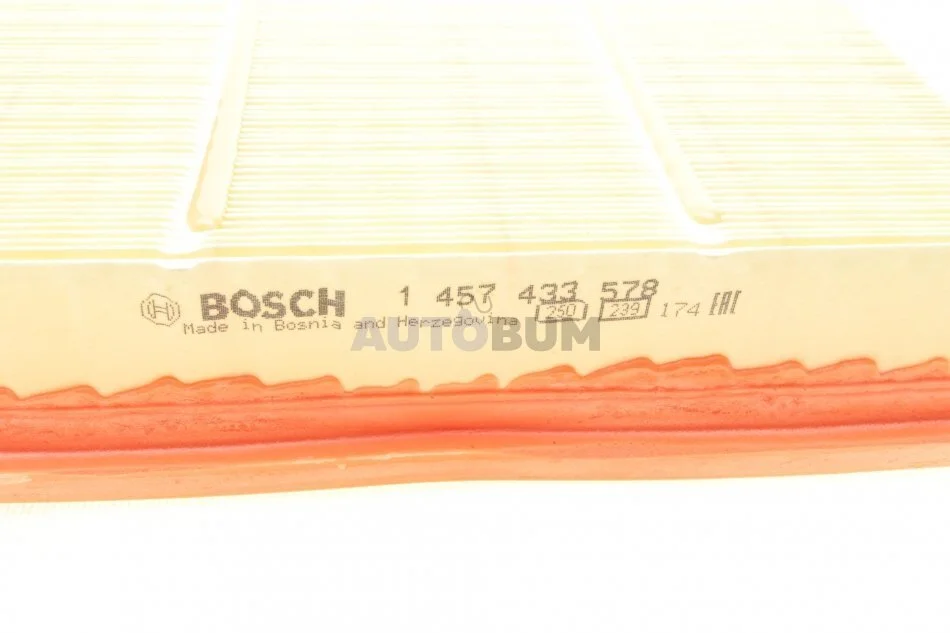 BOSCH 1 457 433 578
Made in Bosnia and Herzegovina 250 239 174 EAC
AUTOBUM